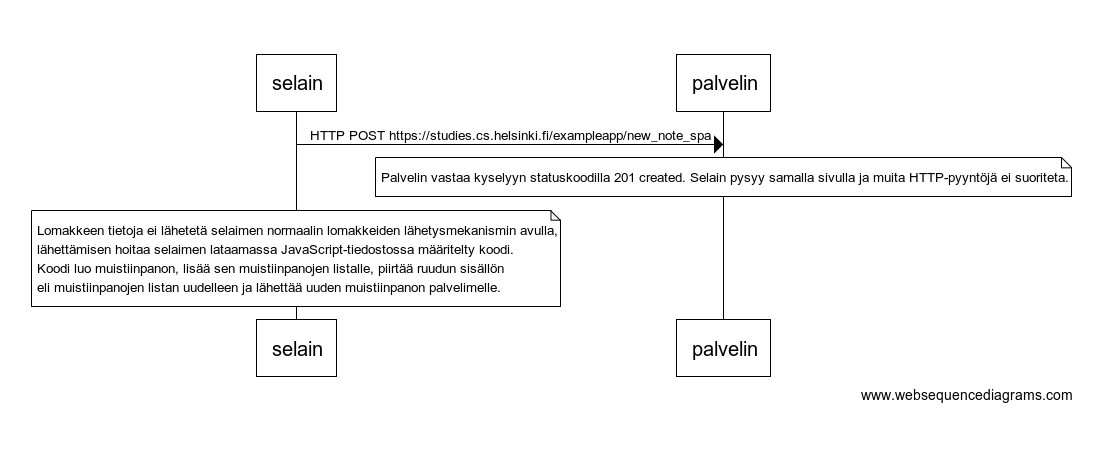 selain
palvelin
HTTP POST https://studies.cs.helsinki.fi/exampleapp/new_note_spa
Palvelin vastaa kyselyyn statuskoodilla 201 created. Selain pysyy samalla sivulla ja muita HTTP-pyyntöjä ei suoriteta.
Lomakkeen tietoja ei lähetetä selaimen normaalin lomakkeiden lähetysmekanismin avulla,
lähettämisen hoitaa selaimen lataamassa JavaScript-tiedostossa määritelty koodi.
Koodi luo muistiinpanon, lisää sen muistiinpanojen listalle, piirtää ruudun sisällön
eli muistiinpanojen listan uudelleen ja lähettää uuden muistiinpanon palvelimelle.
selain
palvelin
www.websequencediagrams.com